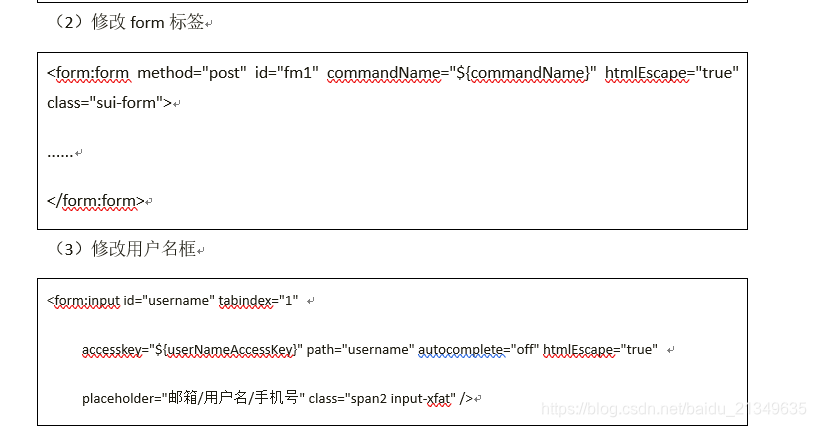 （2）修改 form 标签
<form:form method="post" id="fm1" commandName="${commandName}" htmlEscape="true"
class="sui-form">
......
</form:form>
（3）修改用户名框
<form:input id="username" tabindex="1"
accesskey="${userNameAccessKey}" path="username" autocomplete="off" htmlEscape="true"
placeholder="邮箱/用户名/手机号" class="span2 input-xfat" />
https://blog.csdn.net/baidu_21349635